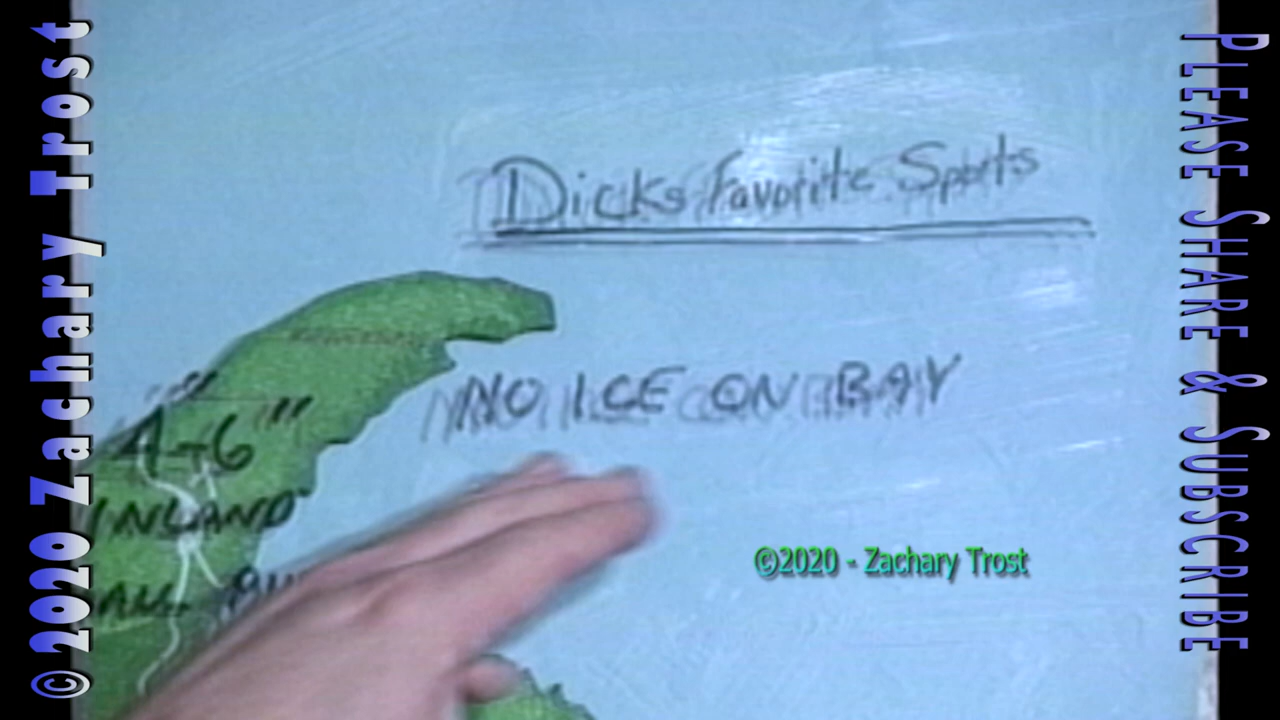 © 2020 Zachary Trost
Dicks Favorite Sports
NO ICE ON BAY
4-6"
INLAND
©2020 - Zachary Trost
Please Share & Subscribe